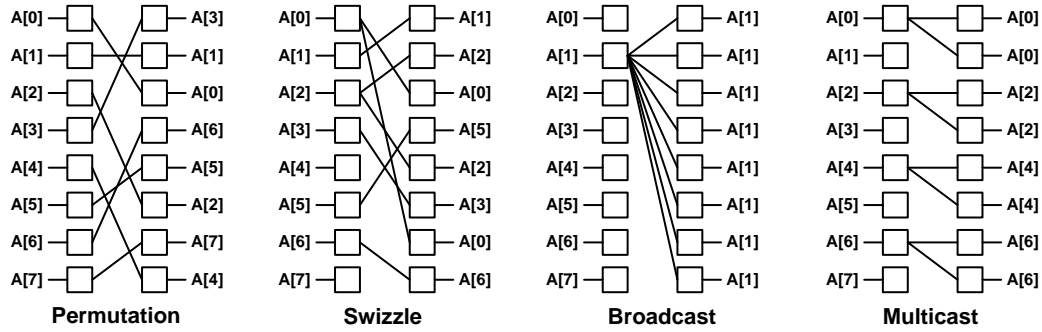 A[0] A[3] A[0] A[1] A[0] A[1] A[0] A[0]
A[1] A[1] A[1] A[2] A[1] A[1] A[1] A[0]
A[2] A[0] A[2] A[0] A[2] A[1] A[2] A[2]
A[3] A[6] A[3] A[5] A[3] A[1] A[3] A[2]
A[4] A[5] A[4] A[2] A[4] A[1] A[4] A[4]
A[5] A[2] A[5] A[3] A[5] A[1] A[5] A[4]
A[6] A[7] A[6] A[0] A[6] A[1] A[6] A[6]
A[7] A[4] A[7] A[6] A[7] A[1] A[7] A[6]
Permutation Swizzle Broadcast Multicast